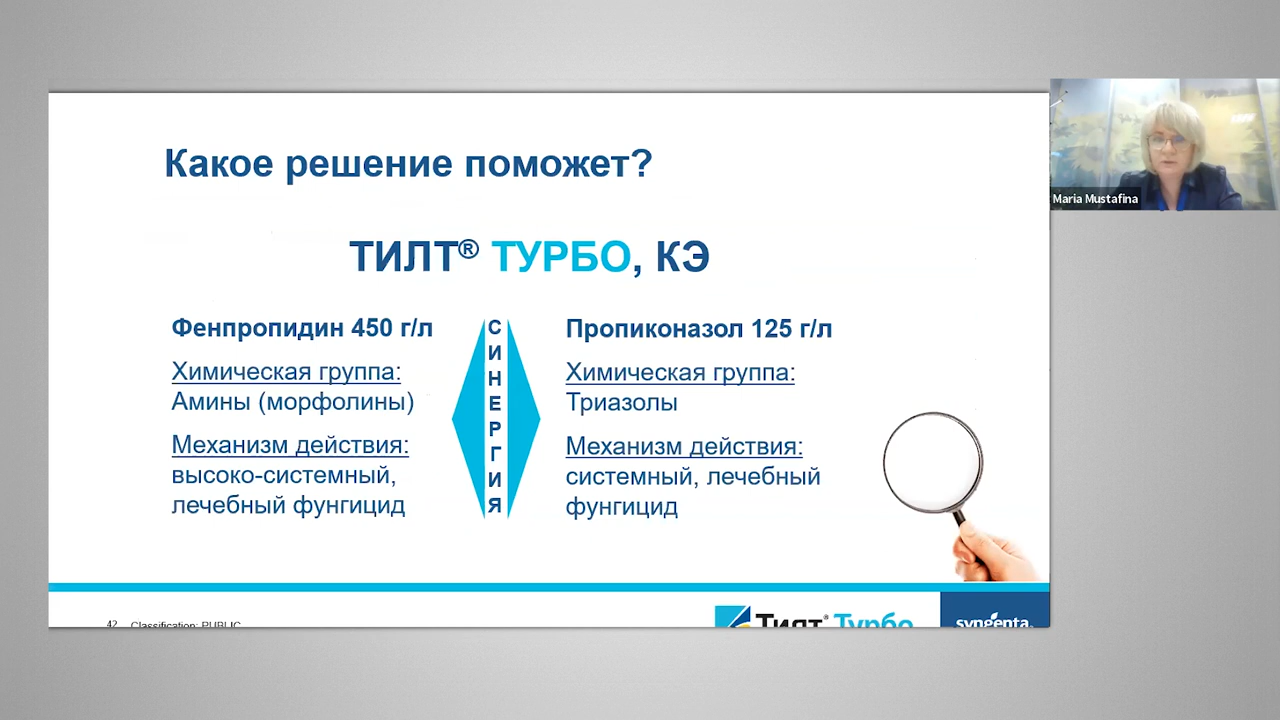 Какое решение поможет?
Maria Mustafina
ТИЛТ® ТУРБО, КЭ
Фенпропидин 450 г/л
Химическая группа:
Амины (морфолины)
Механизм действия:
высоко-системный,
лечебный фунгицид
СИНЕРГИЯ
Пропиконазол 125 г/л
Химическая группа:
Триазолы
Механизм действия:
системный, лечебный
фунгицид
42 Classification: PUBLIC
Тилт® Турбо
syngenta